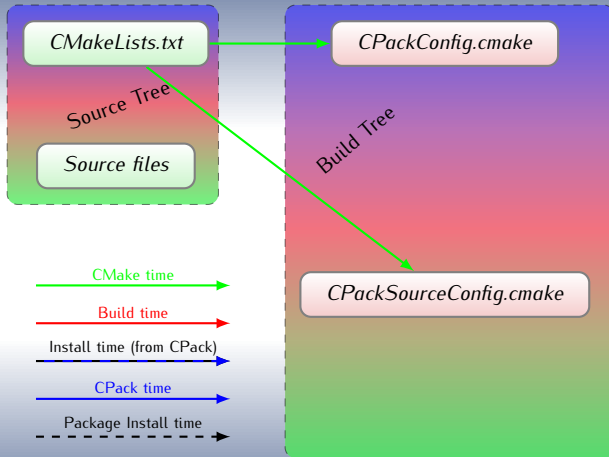 CMakeLists.txt
CPackConfig.cmake
Source Tree
Build Tree
Source files
CMake time
CPackSourceConfig.cmake
Build time
Install time (from CPack)
CPack time
Package Install time